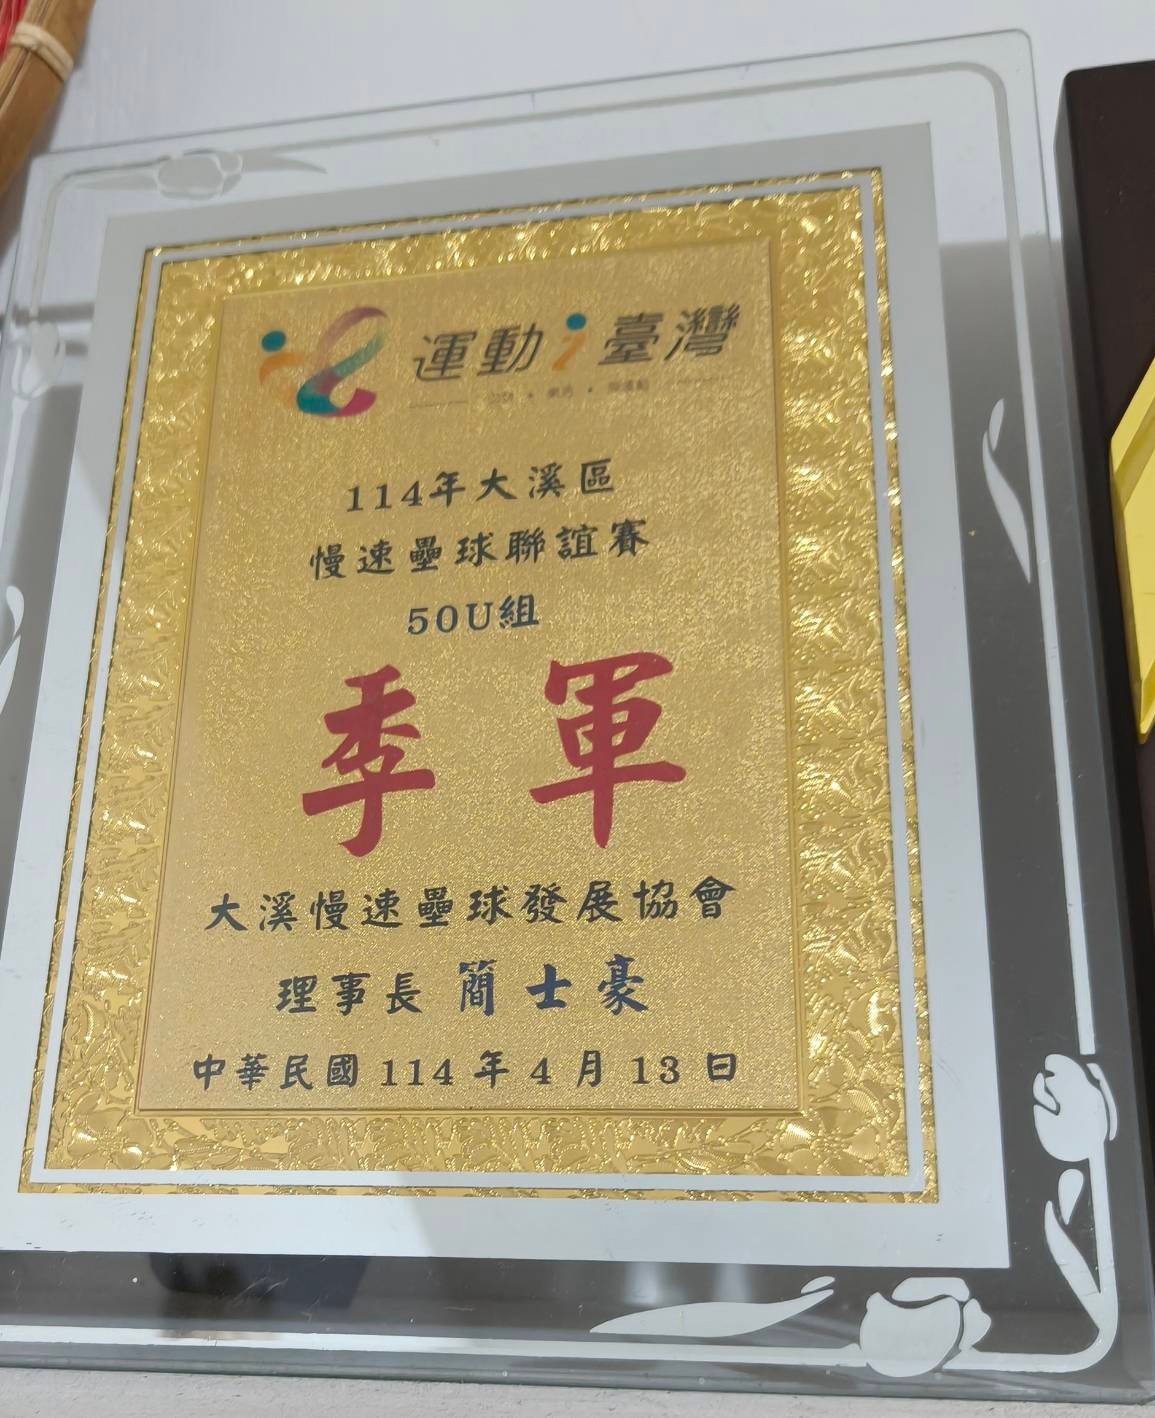 運動i臺灣
114年大溪區
慢速壘球聯誼賽
50U組
季軍
大溪慢速壘球發展協會
理事長 簡士豪
中華民國 114 年 4 月 13 日